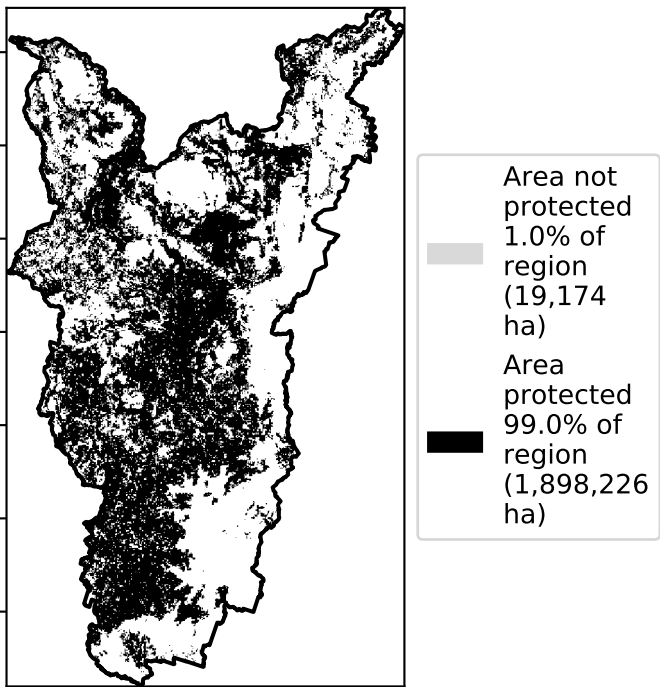 Area not
protected
1.0% of
region
(19,174
ha)
Area
protected
99.0% of
region
(1,898,226
ha)